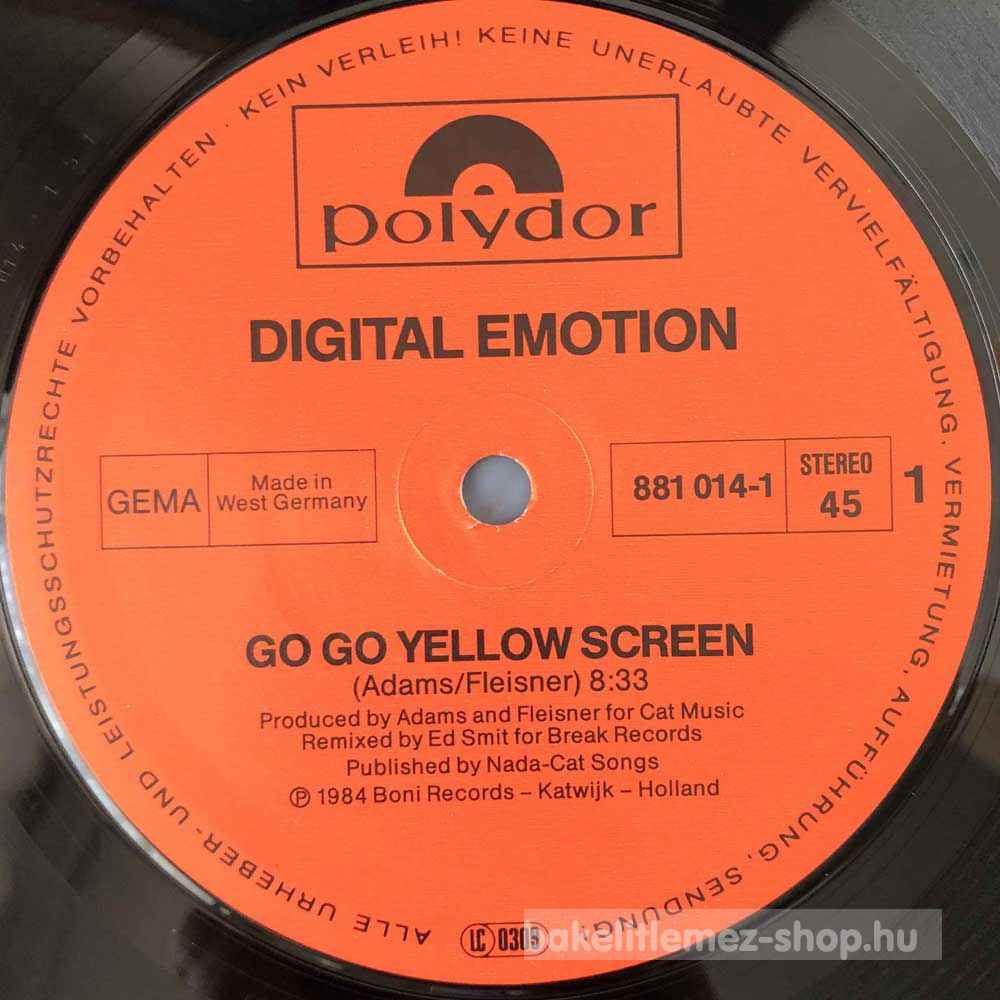 ALLE URHEBER- UND LEISTUNGSSCHUTZRECHTE VORBEHALTEN · KEIN VERLEIH! KEINE UNERLAUBTE VERVIELFÄLTIGUNG, VERMIETUNG, AUFFÜHRUNG, SENDUNG!
polydor
DIGITAL EMOTION
GEMA
Made in
West Germany
881 014-1
STEREO
45
1
GO GO YELLOW SCREEN
(Adams/Fleisner) 8:33
Produced by Adams and Fleisner for Cat Music
Remixed by Ed Smit for Break Records
Published by Nada-Cat Songs
℗ 1984 Boni Records – Katwijk – Holland
LC 0309
bakelitlemez-shop.hu